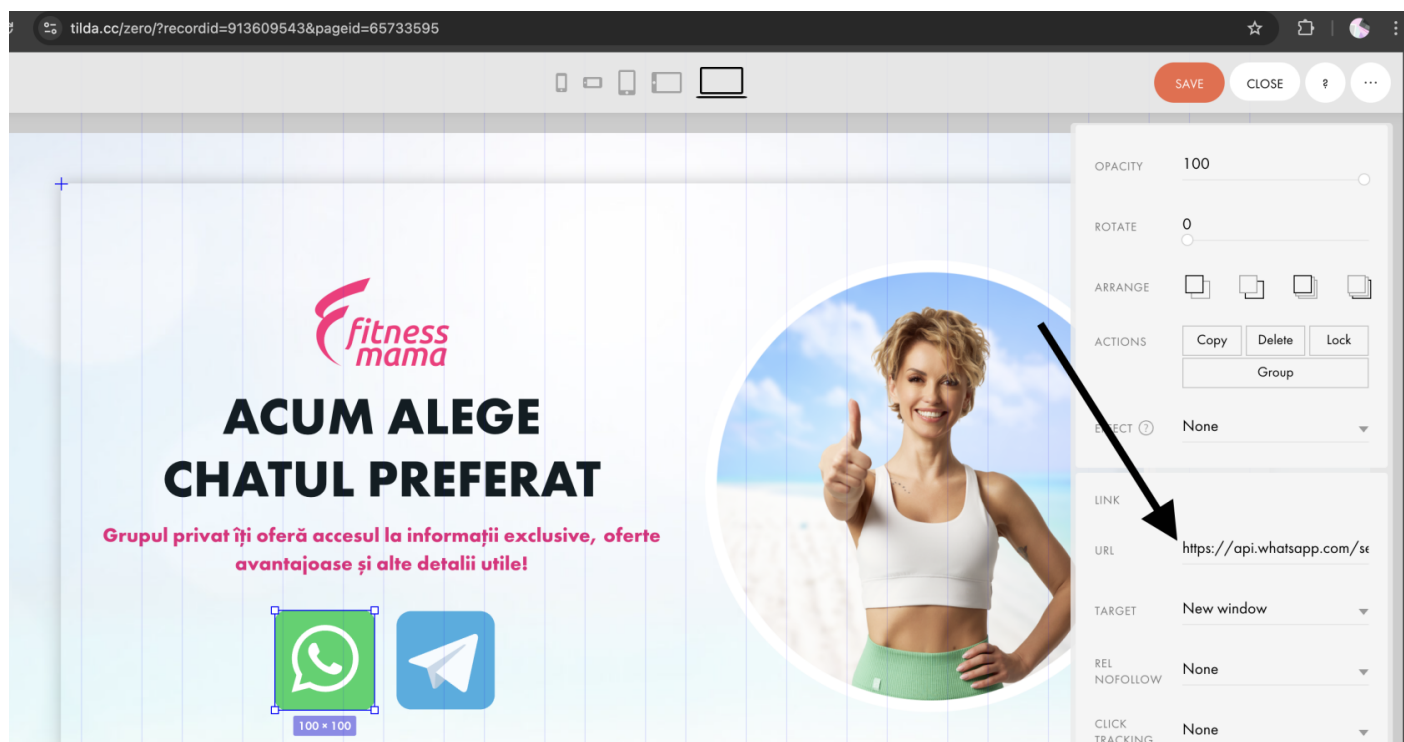 tilda.cc/zero/?recordid=913609543&pageid=65733595
SAVE
CLOSE
?
...
OPACITY 100
ROTATE 0
ARRANGE
ACTIONS Copy Delete Lock
Group
EFFECT ? None
LINK
URL https://api.whatsapp.com/se
TARGET New window
REL
NOFOLLOW None
CLICK
TRACKING None
fitness
mama
ACUM ALEGE
CHATUL PREFERAT
Grupul privat îți oferă accesul la informații exclusive, oferte
avantajoase și alte detalii utile!
100 × 100